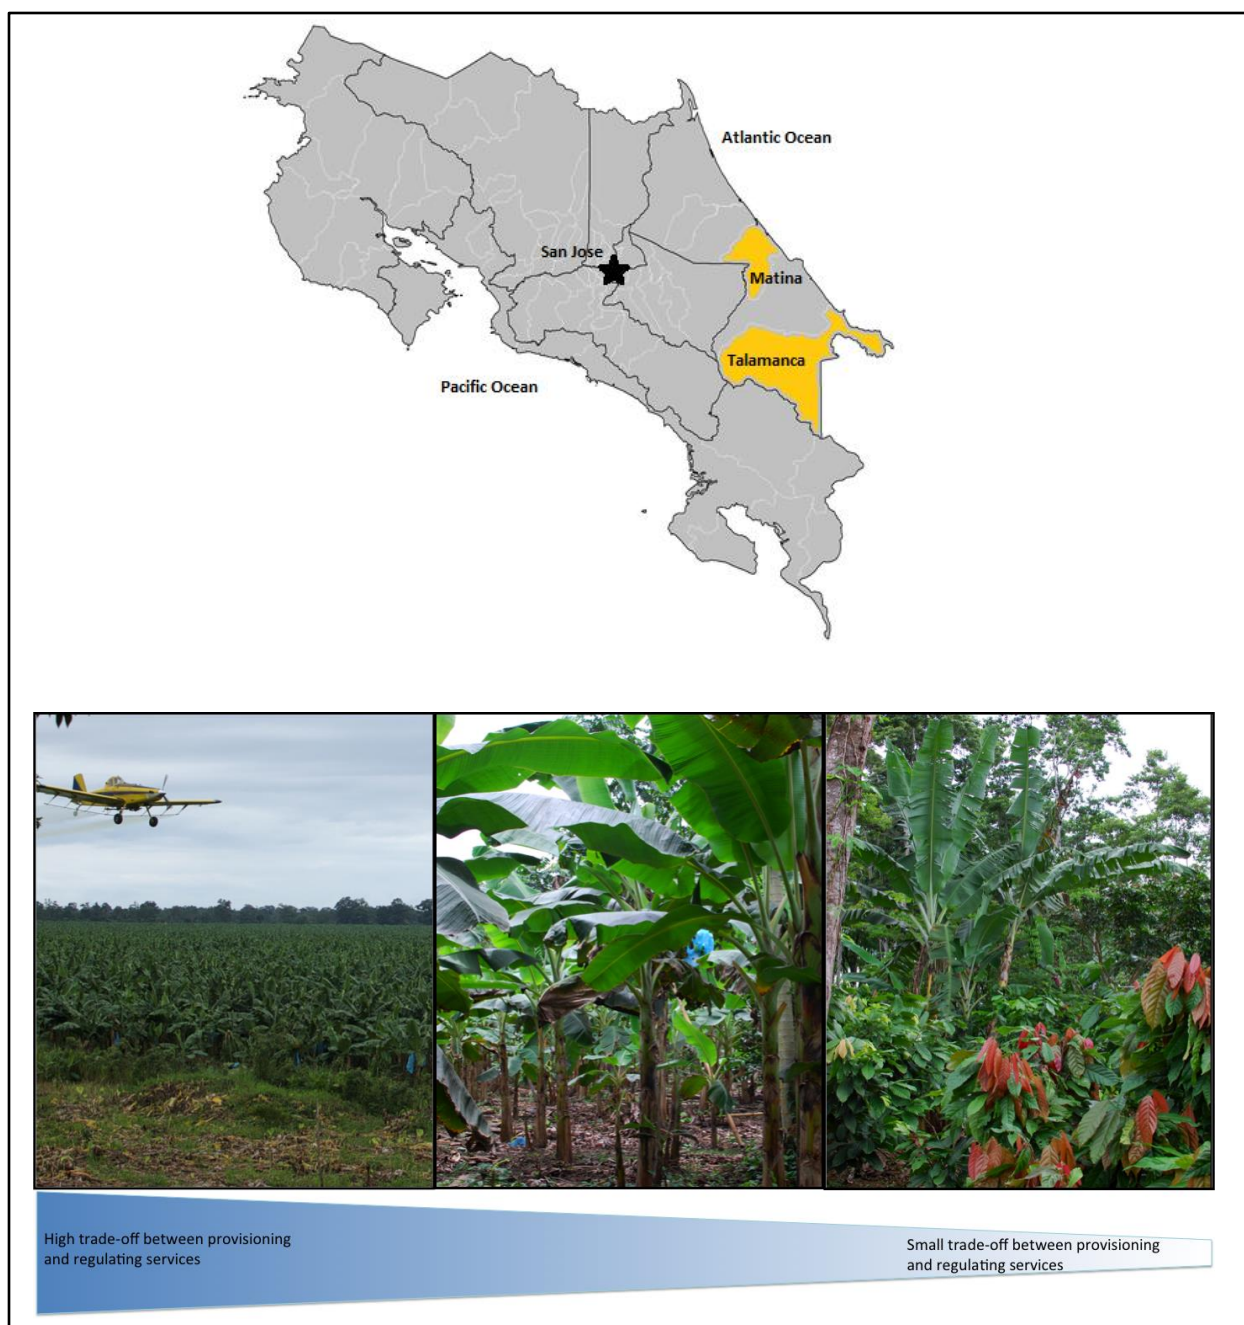 Atlantic Ocean
San Jose
Matina
Talamanca
Pacific Ocean
High trade-off between provisioning
and regulating services
Small trade-off between provisioning
and regulating services